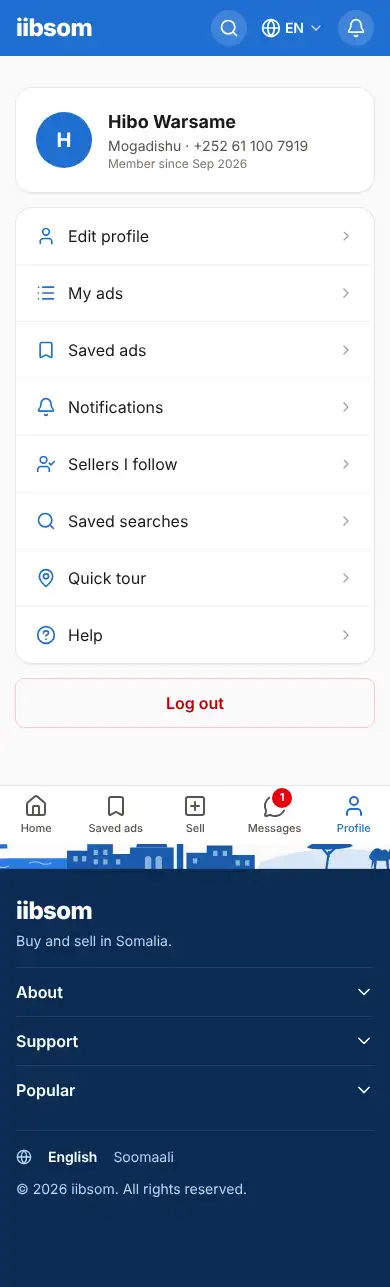 iibsom
EN
H
Hibo Warsame
Mogadishu · +252 61 100 7919
Member since Sep 2026
Edit profile
My ads
Saved ads
Notifications
Sellers I follow
Saved searches
Quick tour
Help
Log out
1
Home
Saved ads
Sell
Messages
Profile
iibsom
Buy and sell in Somalia.
About
Support
Popular
English Soomaali
© 2026 iibsom. All rights reserved.